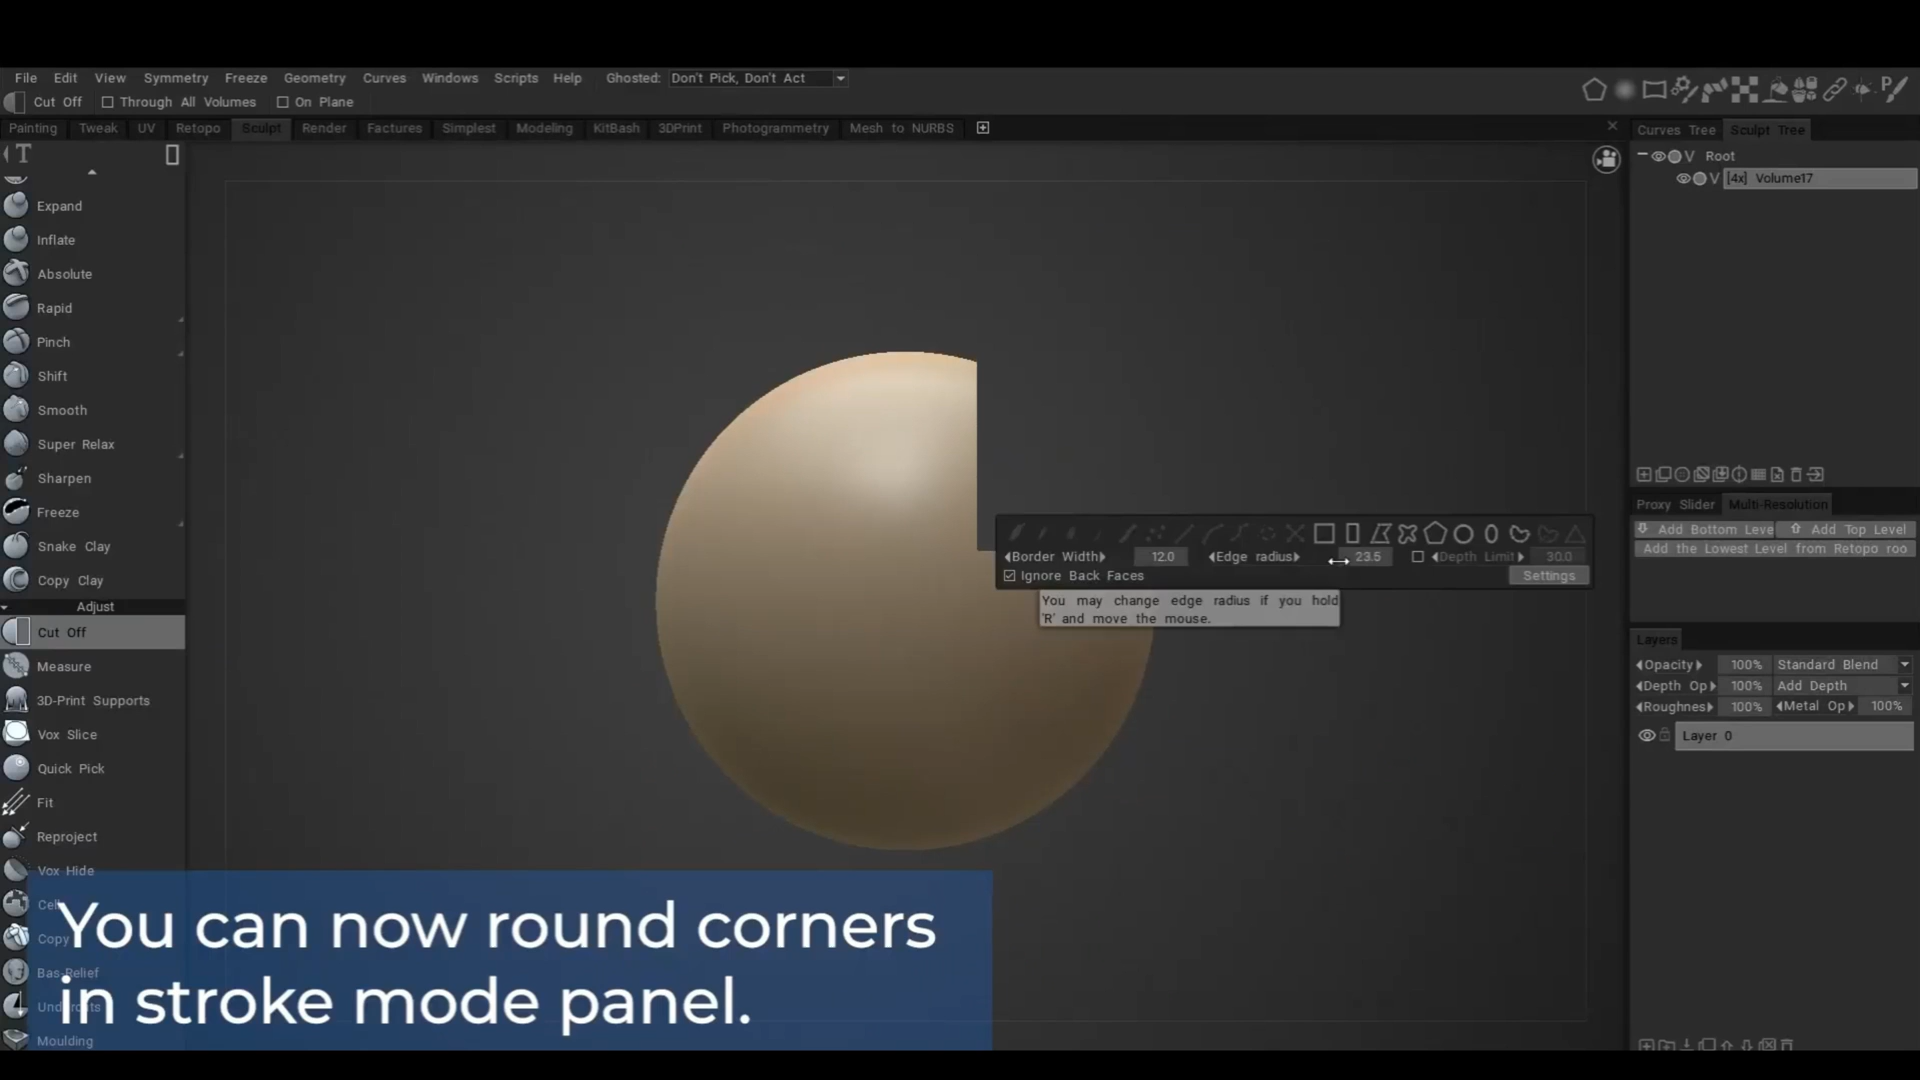 File Edit View Symmetry Freeze Geometry Curves Windows Scripts Help Ghosted: Don't Pick, Don't Act
Cut Off Through All Volumes On Plane
Painting Tweak UV Retopo Sculpt Render Factures Simplest Modeling KitBash 3DPrint Photogrammetry Mesh to NURBS
T
Expand
Inflate
Absolute
Rapid
Pinch
Shift
Smooth
Super Relax
Sharpen
Freeze
Snake Clay
Copy Clay
Adjust
Cut Off
Measure
3D-Print Supports
Vox Slice
Quick Pick
Fit
Reproject
Vox Hide
Copy
Bas-Relief
Moulding
Border Width 12.0 Edge radius 23.5 Depth Limit 30.0
Ignore Back Faces Settings
You may change edge radius if you hold
'R' and move the mouse.
Curves Tree Sculpt Tree
V Root
V [4x] Volume17
Proxy Slider Multi-Resolution
Add Bottom Leve Add Top Level
Add the Lowest Level from Retopo roo
Layers
Opacity 100% Standard Blend
Depth Op 100% Add Depth
Roughness 100% Metal Op 100%
Layer 0
You can now round corners
in stroke mode panel.